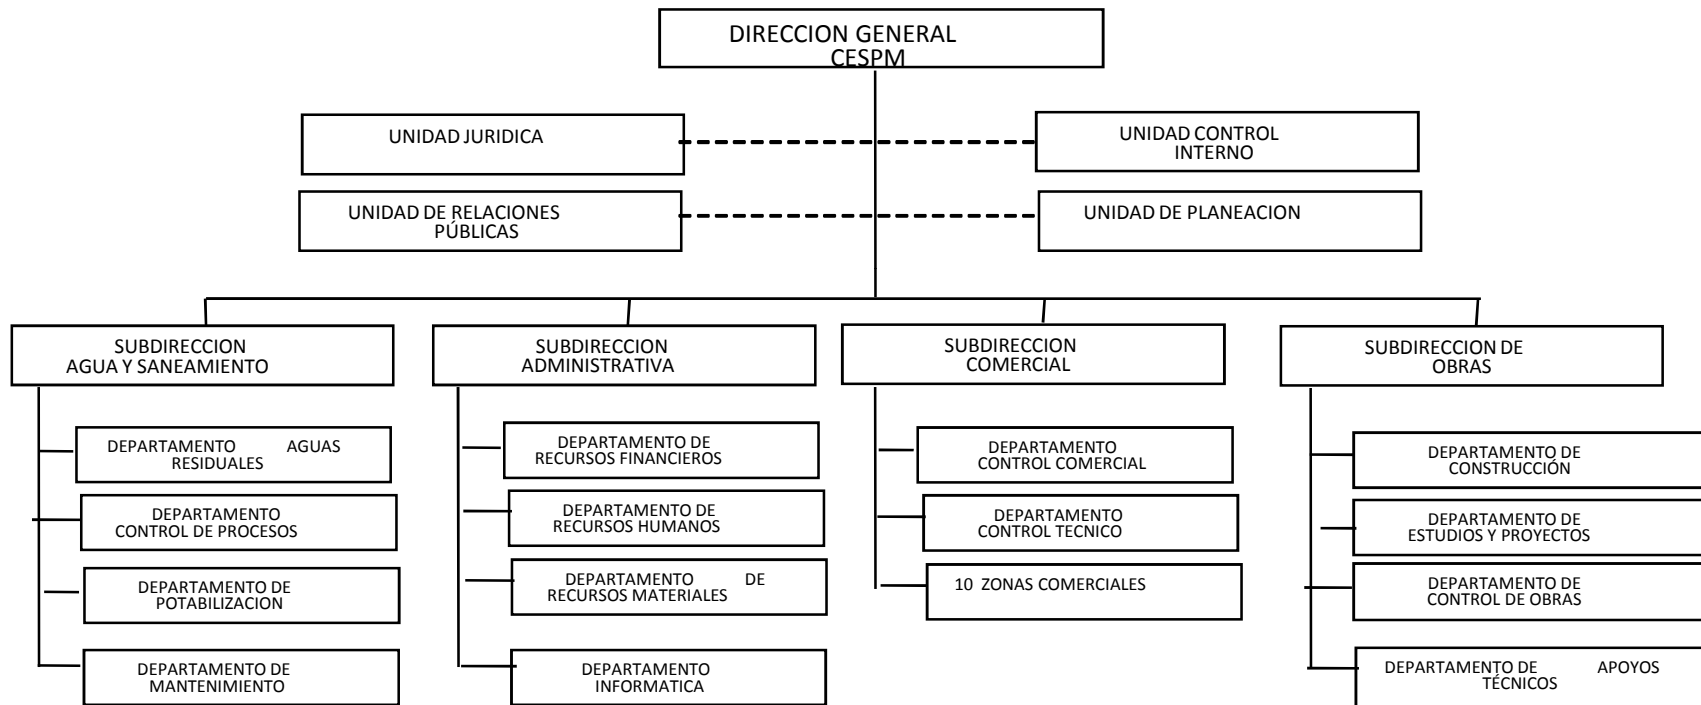 DIRECCION GENERAL
CESPM
UNIDAD JURIDICA
UNIDAD CONTROL
INTERNO
UNIDAD DE RELACIONES
PÚBLICAS
UNIDAD DE PLANEACION
SUBDIRECCION
AGUA Y SANEAMIENTO
SUBDIRECCION
ADMINISTRATIVA
SUBDIRECCION
COMERCIAL
SUBDIRECCION DE
OBRAS
DEPARTAMENTO AGUAS
RESIDUALES
DEPARTAMENTO
CONTROL DE PROCESOS
DEPARTAMENTO DE
POTABILIZACION
DEPARTAMENTO DE
MANTENIMIENTO
DEPARTAMENTO DE
RECURSOS FINANCIEROS
DEPARTAMENTO DE
RECURSOS HUMANOS
DEPARTAMENTO DE
RECURSOS MATERIALES
DEPARTAMENTO
INFORMATICA
DEPARTAMENTO
CONTROL COMERCIAL
DEPARTAMENTO
CONTROL TECNICO
10 ZONAS COMERCIALES
DEPARTAMENTO DE
CONSTRUCCIÓN
DEPARTAMENTO DE
ESTUDIOS Y PROYECTOS
DEPARTAMENTO DE
CONTROL DE OBRAS
DEPARTAMENTO DE APOYOS
TÉCNICOS